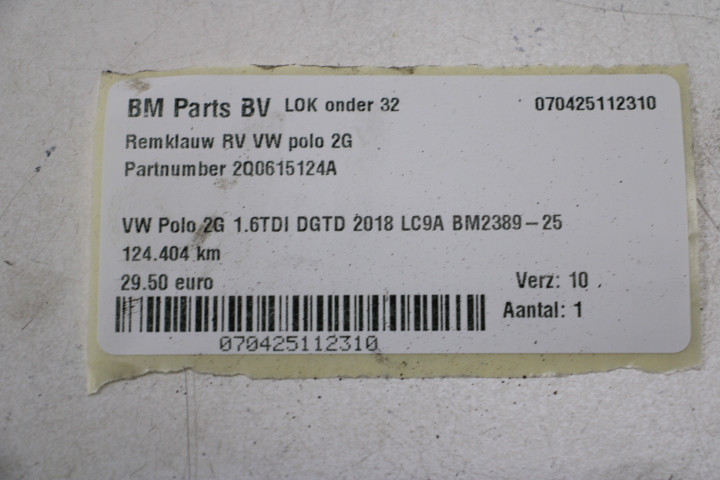 BM Parts BV LOK onder 32 070425112310
Remklauw RV VW polo 2G
Partnumber 2Q0615124A
VW Polo 2G 1.6TDI DGTD 2018 LC9A BM2389-25
124.404 km
29.50 euro Verz: 10
Aantal: 1
070425112310